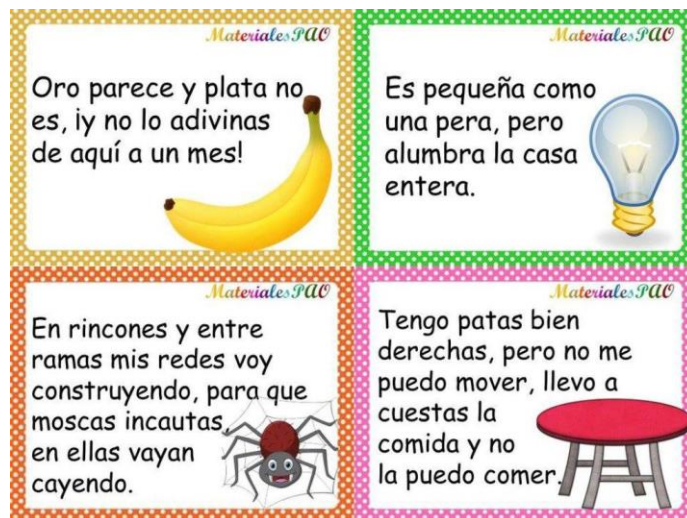 MaterialesPAO
Oro parece y plata no
es, ¡y no lo adivinas
de aquí a un mes!
MaterialesPAO
Es pequeña como
una pera, pero
alumbra la casa
entera.
MaterialesPAO
En rincones y entre
ramas mis redes voy
construyendo, para que
moscas incautas,
en ellas vayan
cayendo.
MaterialesPAO
Tengo patas bien
derechas, pero no me
puedo mover, llevo a
cuestas la
comida y no
la puedo comer.